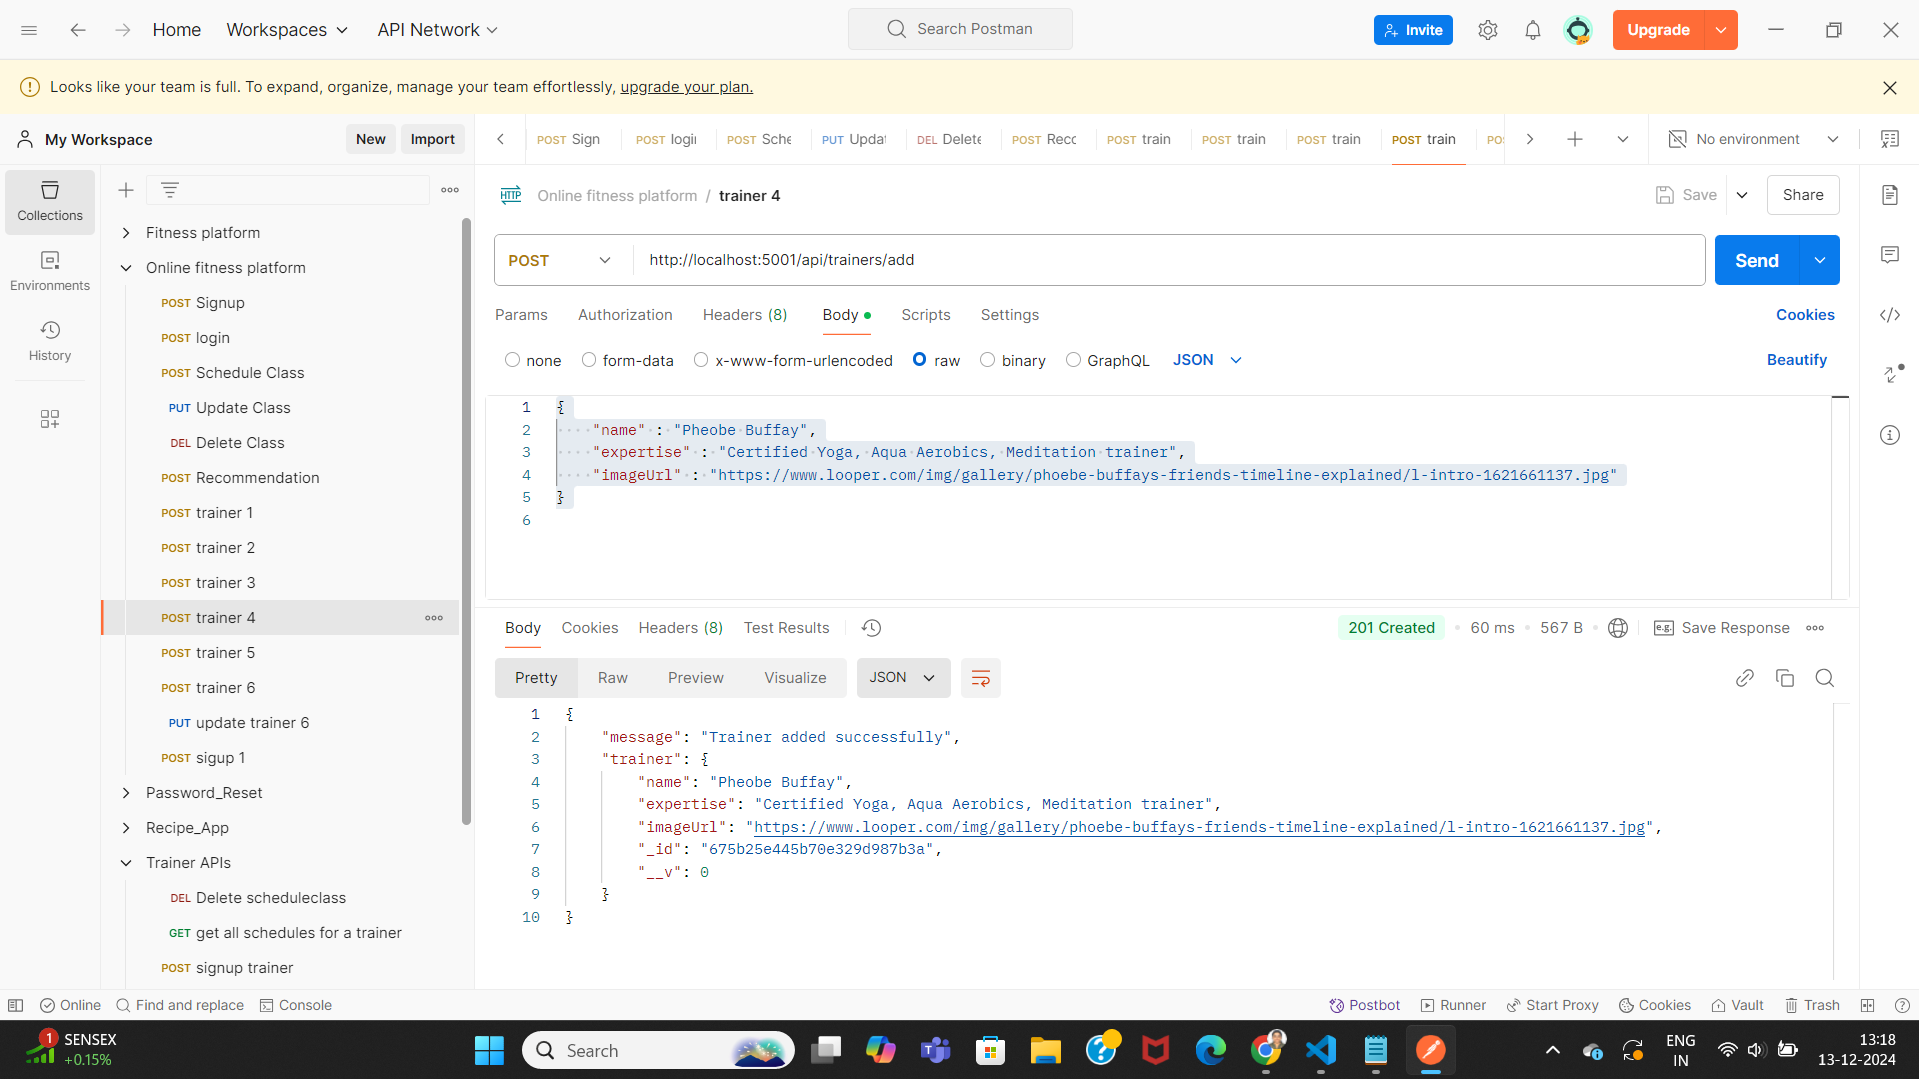 Home
Workspaces
API Network
Search Postman
Invite
Upgrade
Looks like your team is full. To expand, organize, manage your team effortlessly, upgrade your plan.
My Workspace
New
Import
POST Sign
POST login
POST Sche
PUT Updat
DEL Delete
POST Reco
POST train
POST train
POST train
POST train
PO
No environment
Collections
Environments
History
Fitness platform
Online fitness platform
POST Signup
POST login
POST Schedule Class
PUT Update Class
DEL Delete Class
POST Recommendation
POST trainer 1
POST trainer 2
POST trainer 3
POST trainer 4
POST trainer 5
POST trainer 6
PUT update trainer 6
POST sigup 1
Password_Reset
Recipe_App
Trainer APIs
DEL Delete scheduleclass
GET get all schedules for a trainer
POST signup trainer
HTTP
Online fitness platform / trainer 4
Save
Share
POST
http://localhost:5001/api/trainers/add
Send
Params
Authorization
Headers (8)
Body
Scripts
Settings
Cookies
none
form-data
x-www-form-urlencoded
raw
binary
GraphQL
JSON
Beautify
1 {
2 "name" : "Pheobe Buffay",
3 "expertise" : "Certified Yoga, Aqua Aerobics, Meditation trainer",
4 "imageUrl" : "https://www.looper.com/img/gallery/phoebe-buffays-friends-timeline-explained/l-intro-1621661137.jpg"
5 }
6
Body
Cookies
Headers (8)
Test Results
201 Created
60 ms
567 B
e.g.
Save Response
Pretty
Raw
Preview
Visualize
JSON
1 {
2 "message": "Trainer added successfully",
3 "trainer": {
4 "name": "Pheobe Buffay",
5 "expertise": "Certified Yoga, Aqua Aerobics, Meditation trainer",
6 "imageUrl": "https://www.looper.com/img/gallery/phoebe-buffays-friends-timeline-explained/l-intro-1621661137.jpg",
7 "_id": "675b25e445b70e329d987b3a",
8 "__v": 0
9 }
10 }
Online
Find and replace
Console
Postbot
Runner
Start Proxy
Cookies
Vault
Trash
1
SENSEX
+0.15%
Search
ENG
IN
13:18
13-12-2024